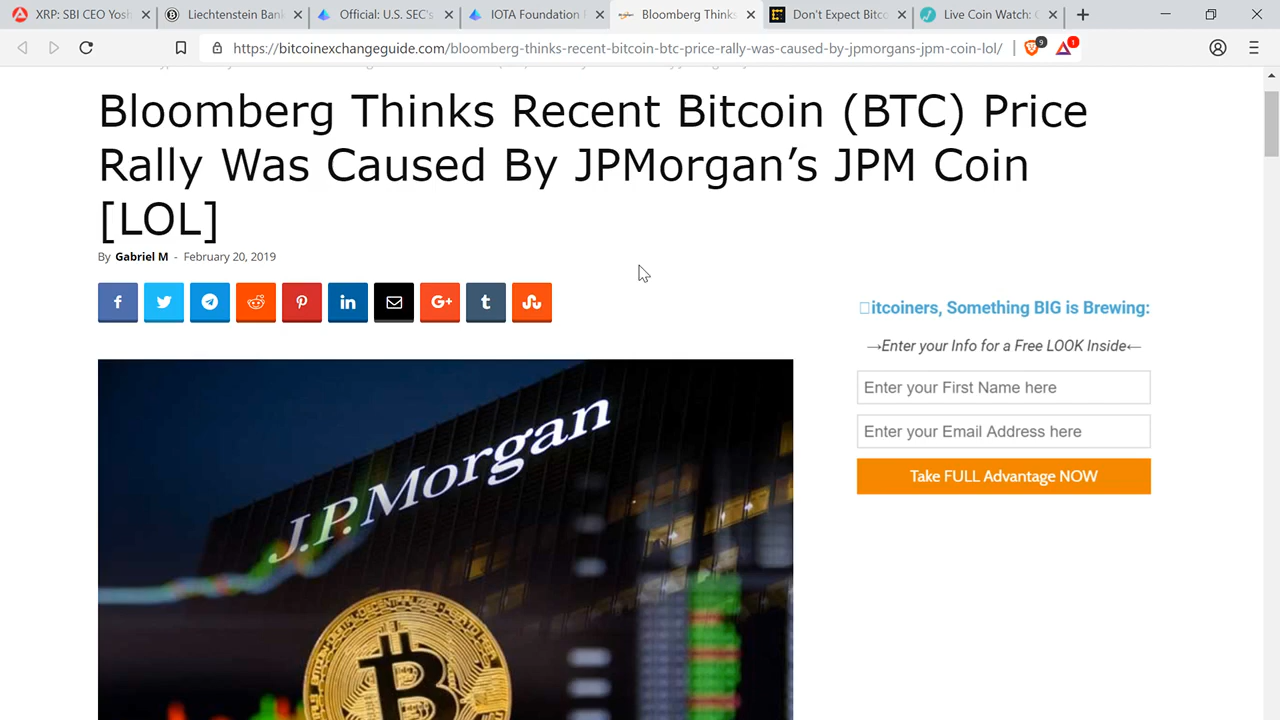 XRP: SBI CEO Yosh
Liechtenstein Bank
Official: U.S. SEC's
IOTA Foundation
Bloomberg Thinks
Don't Expect Bitco
Live Coin Watch:
https://bitcoinexchangeguide.com/bloomberg-thinks-recent-bitcoin-btc-price-rally-was-caused-by-jpmorgans-jpm-coin-lol/
9
1
Bloomberg Thinks Recent Bitcoin (BTC) Price
Rally Was Caused By JPMorgan’s JPM Coin
[LOL]
By Gabriel M - February 20, 2019
G+
J.P.Morgan
itcoiners, Something BIG is Brewing:
→Enter your Info for a Free LOOK Inside←
Enter your First Name here
Enter your Email Address here
Take FULL Advantage NOW